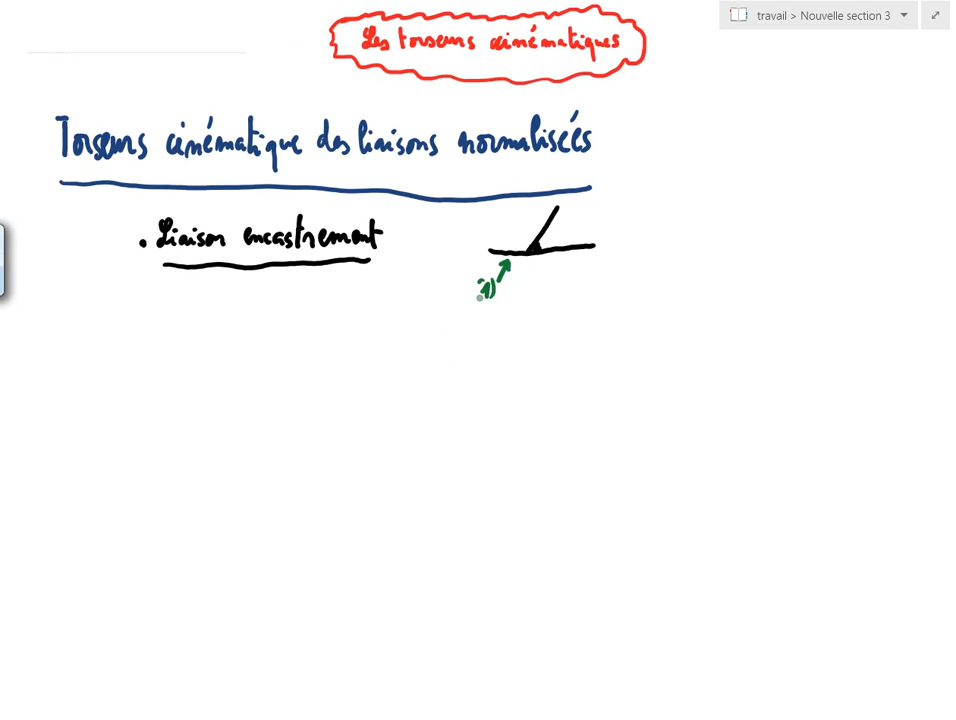 travail > Nouvelle section 3
Les torseurs cinématiques
Torseurs cinématique des liaisons normalisées
. Liaison encastrement